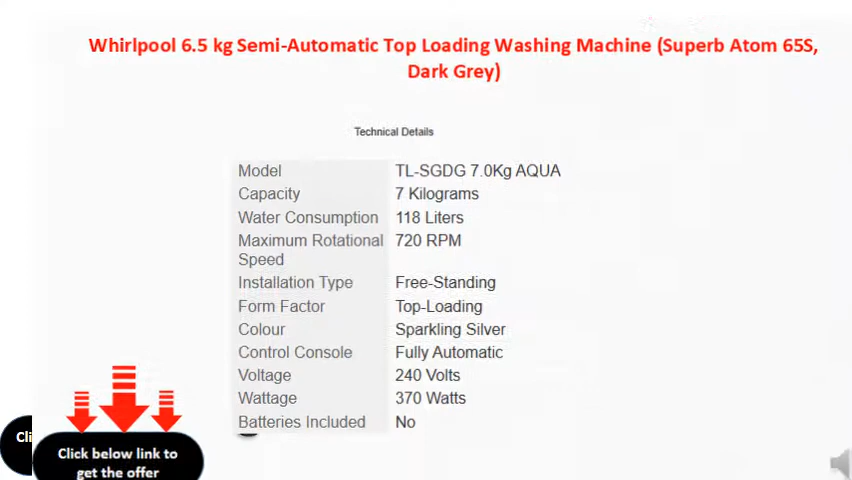 Whirlpool 6.5 kg Semi-Automatic Top Loading Washing Machine (Superb Atom 65S,
Dark Grey)
Technical Details
Model TL-SGDG 7.0Kg AQUA
Capacity 7 Kilograms
Water Consumption 118 Liters
Maximum Rotational 720 RPM
Speed
Installation Type Free-Standing
Form Factor Top-Loading
Colour Sparkling Silver
Control Console Fully Automatic
Voltage 240 Volts
Wattage 370 Watts
Batteries Included No
Cli
Click below link to
get the offer